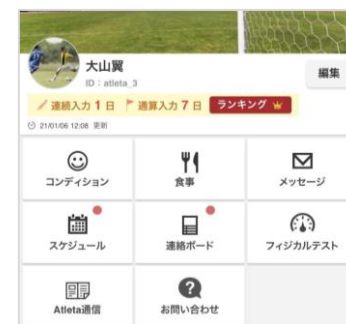 大山翼
ID：atleta_3
編集
連続入力 1 日 通算入力 7 日 ランキング
21/01/06 12:08 更新
コンディション
食事
メッセージ
スケジュール
連絡ボード
フィジカルテスト
Atleta通信
お問い合わせ